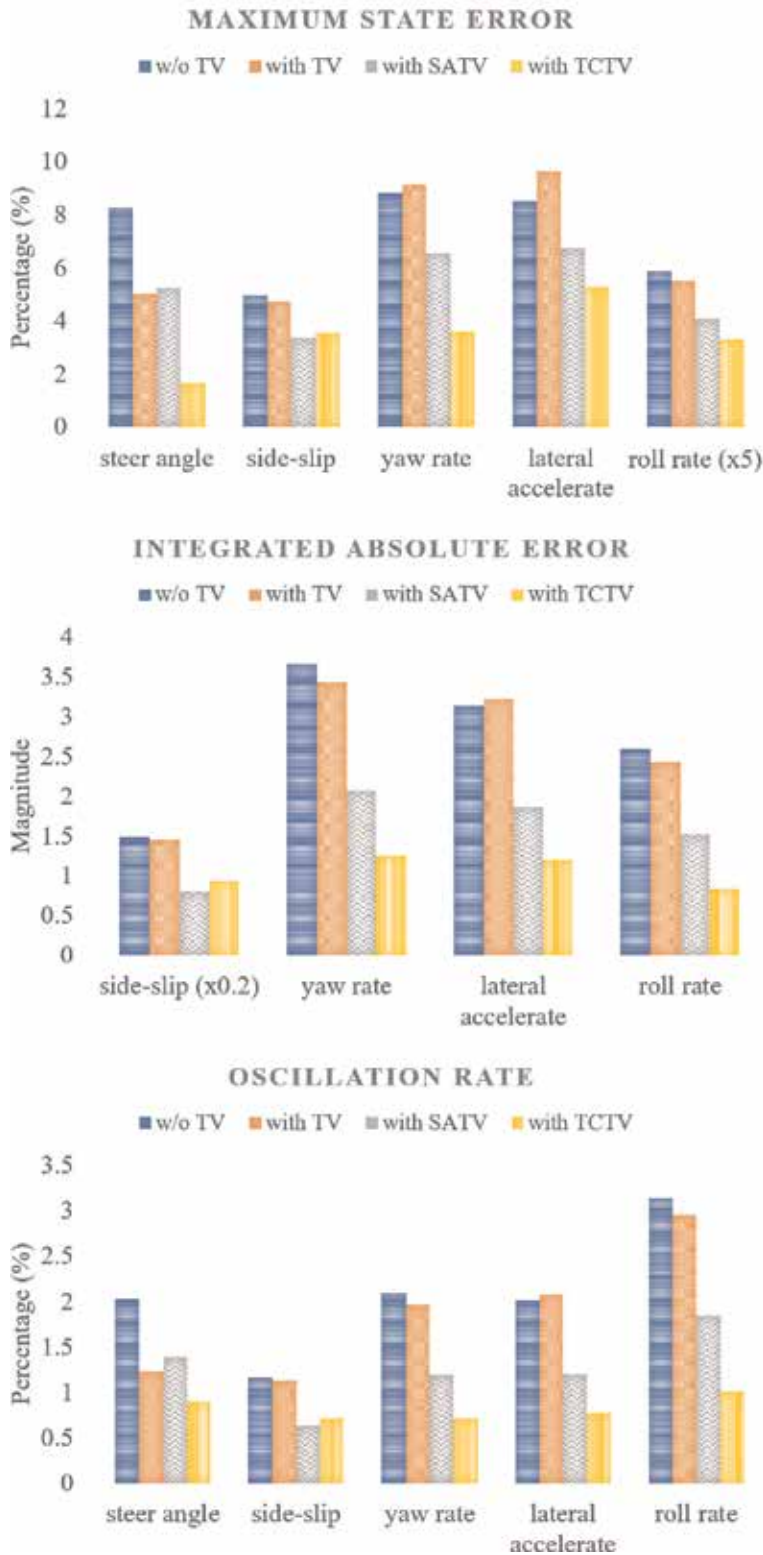 MAXIMUM STATE ERROR
w/o TV with TV with SATV with TCTV
12
10
8
6
4
2
0
Percentage (%)
steer angle side-slip yaw rate lateral accelerate roll rate (x5)
INTEGRATED ABSOLUTE ERROR
w/o TV with TV with SATV with TCTV
4
3.5
3
2.5
2
1.5
1
0.5
0
Magnitude
side-slip (x0.2) yaw rate lateral accelerate roll rate
OSCILLATION RATE
w/o TV with TV with SATV with TCTV
3.5
3
2.5
2
1.5
1
0.5
0
Percentage (%)
steer angle side-slip yaw rate lateral accelerate roll rate